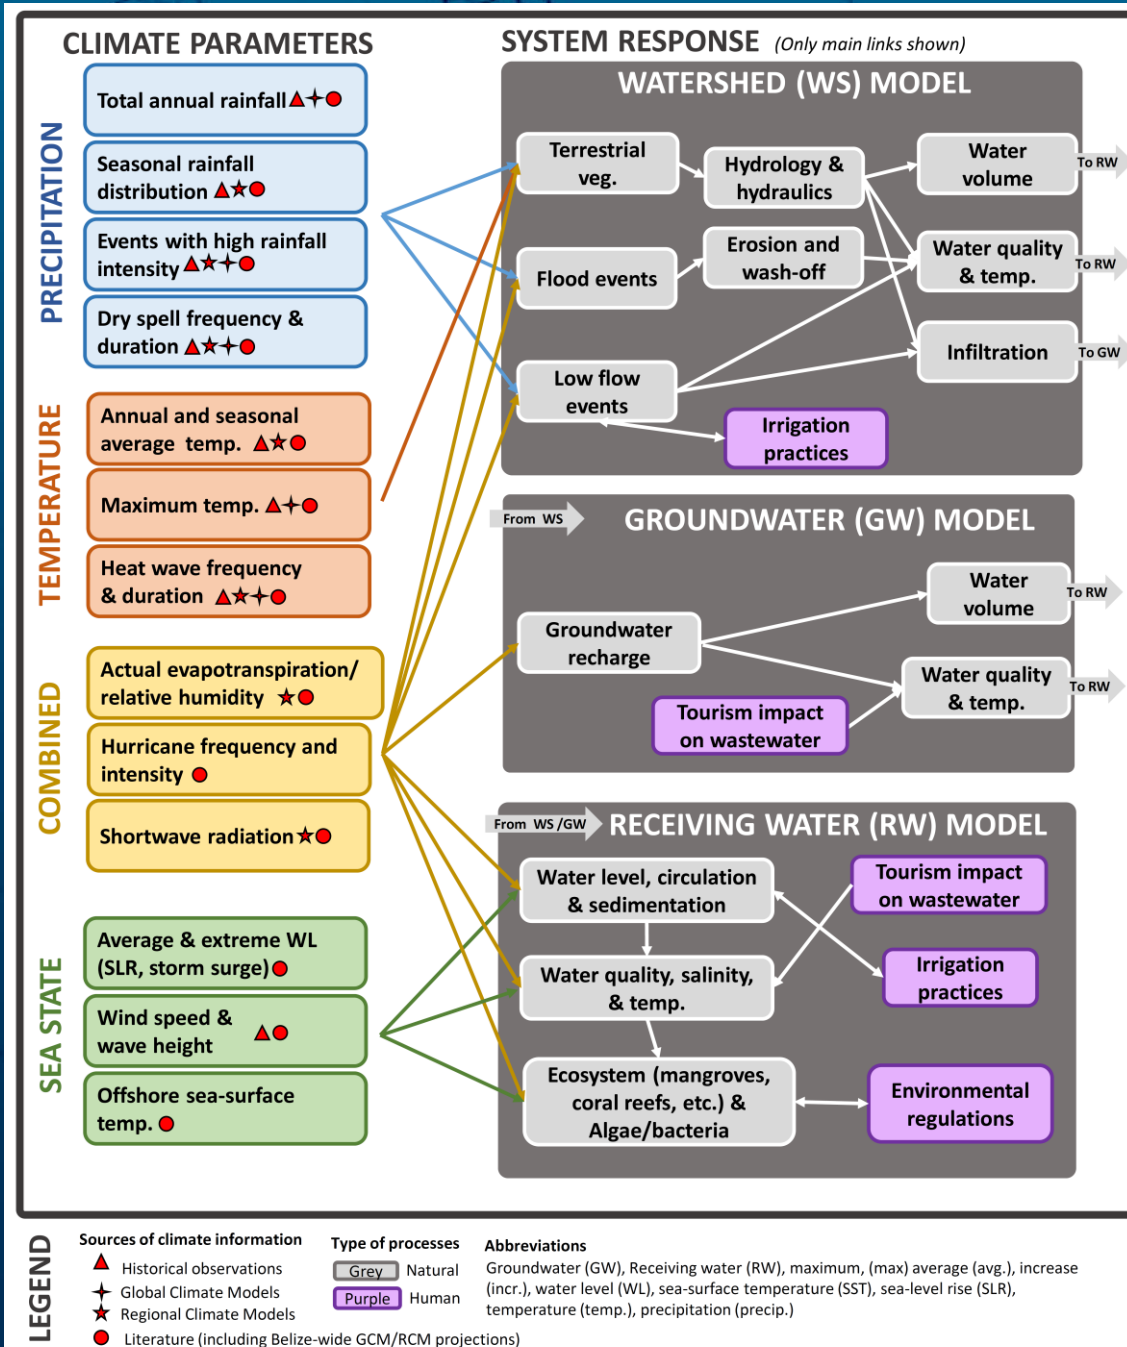 CLIMATE PARAMETERS
PRECIPITATION
Total annual rainfall
Seasonal rainfall
distribution
Events with high rainfall
intensity
Dry spell frequency &
duration
TEMPERATURE
Annual and seasonal
average temp.
Maximum temp.
Heat wave frequency
& duration
COMBINED
Actual evapotranspiration/
relative humidity
Hurricane frequency and
intensity
Shortwave radiation
SEA STATE
Average & extreme WL
(SLR, storm surge)
Wind speed &
wave height
Offshore sea-surface
temp.
SYSTEM RESPONSE (Only main links shown)
WATERSHED (WS) MODEL
Terrestrial
veg.
Hydrology &
hydraulics
Water
volume
To RW
Flood events
Erosion and
wash-off
Water quality
& temp.
To RW
Low flow
events
Infiltration
To GW
Irrigation
practices
From WS
GROUNDWATER (GW) MODEL
Groundwater
recharge
Water
volume
To RW
Water quality
& temp.
To RW
Tourism impact
on wastewater
From WS /GW
RECEIVING WATER (RW) MODEL
Water level, circulation
& sedimentation
Tourism impact
on wastewater
Water quality, salinity,
& temp.
Irrigation
practices
Ecosystem (mangroves,
coral reefs, etc.) &
Algae/bacteria
Environmental
regulations
LEGEND
Sources of climate information
Historical observations
Global Climate Models
Regional Climate Models
Literature (including Belize-wide GCM/RCM projections)
Type of processes
Grey Natural
Purple Human
Abbreviations
Groundwater (GW), Receiving water (RW), maximum, (max) average (avg.), increase
(incr.), water level (WL), sea-surface temperature (SST), sea-level rise (SLR),
temperature (temp.), precipitation (precip.)